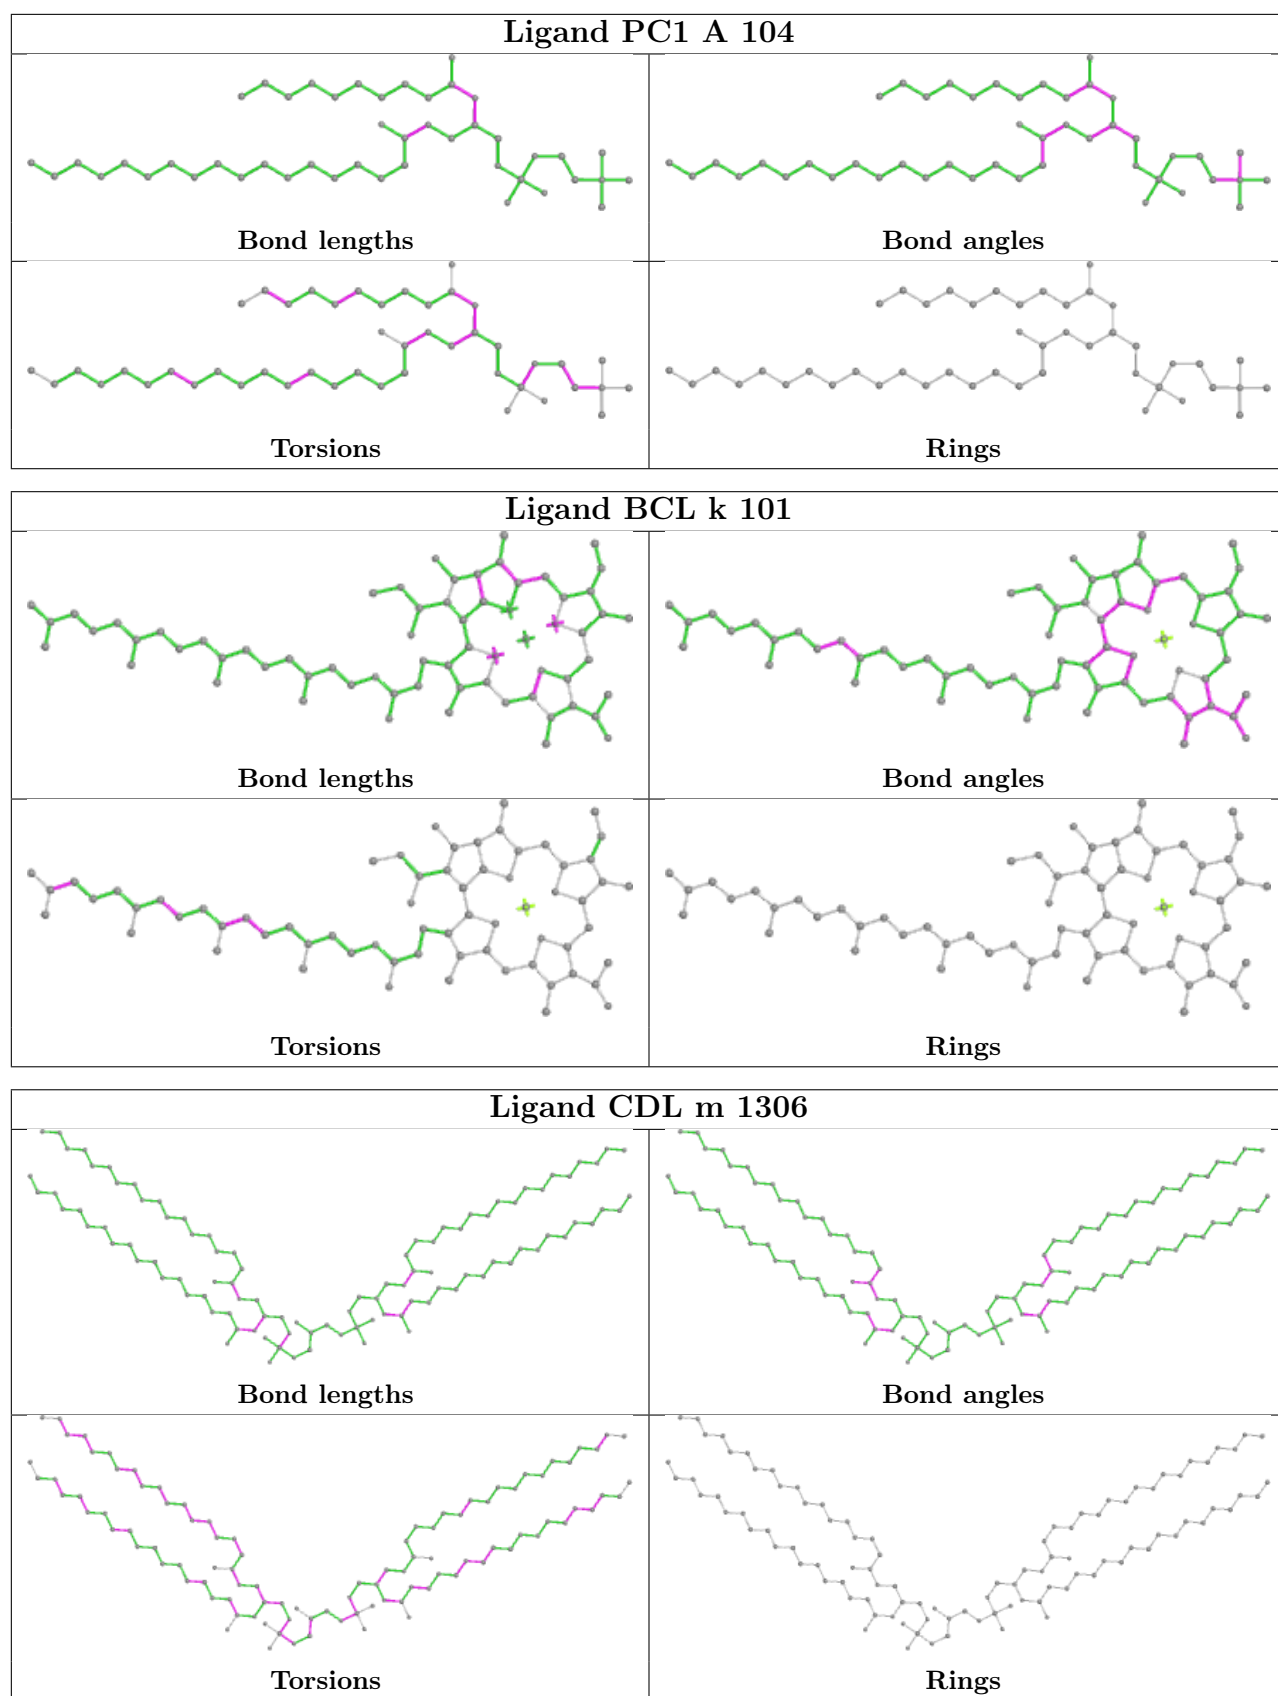 Ligand PC1 A 104
Bond lengths
Bond angles
Torsions
Rings
Ligand BCL k 101
Bond lengths
Bond angles
Torsions
Rings
Ligand CDL m 1306
Bond lengths
Bond angles
Torsions
Rings